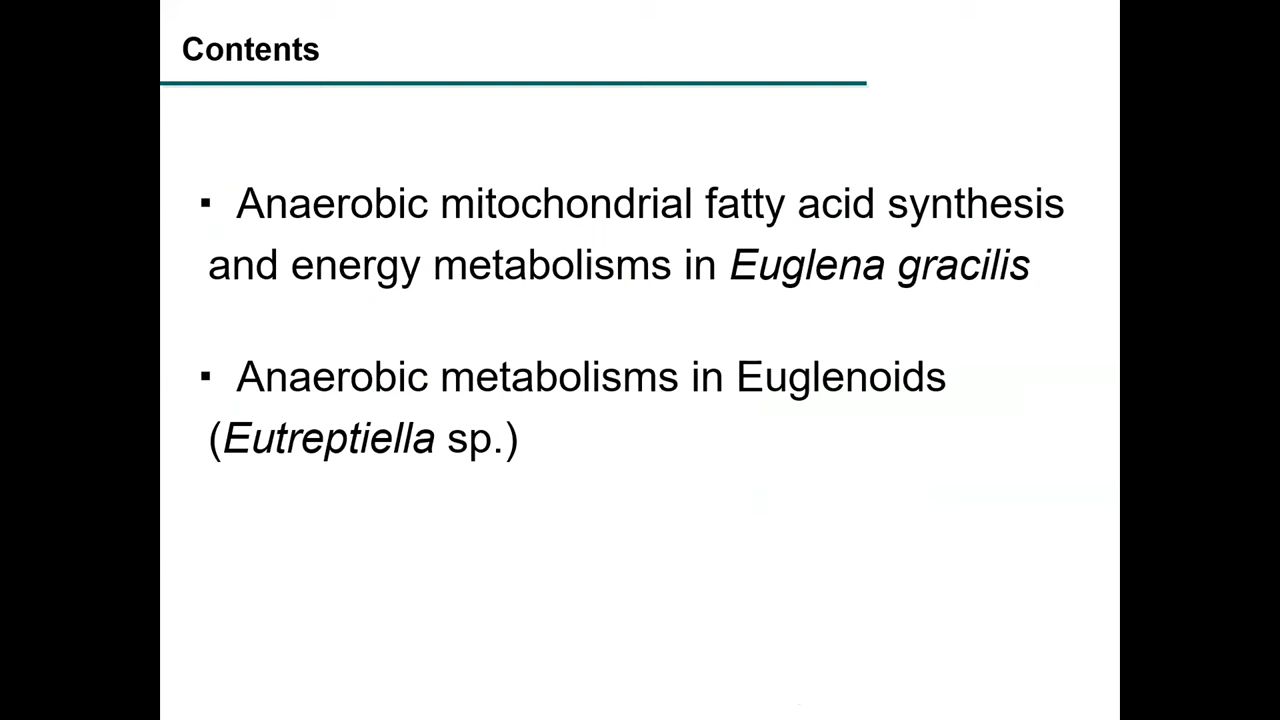 Contents
▪ Anaerobic mitochondrial fatty acid synthesis
and energy metabolisms in Euglena gracilis
▪ Anaerobic metabolisms in Euglenoids
(Eutreptiella sp.)